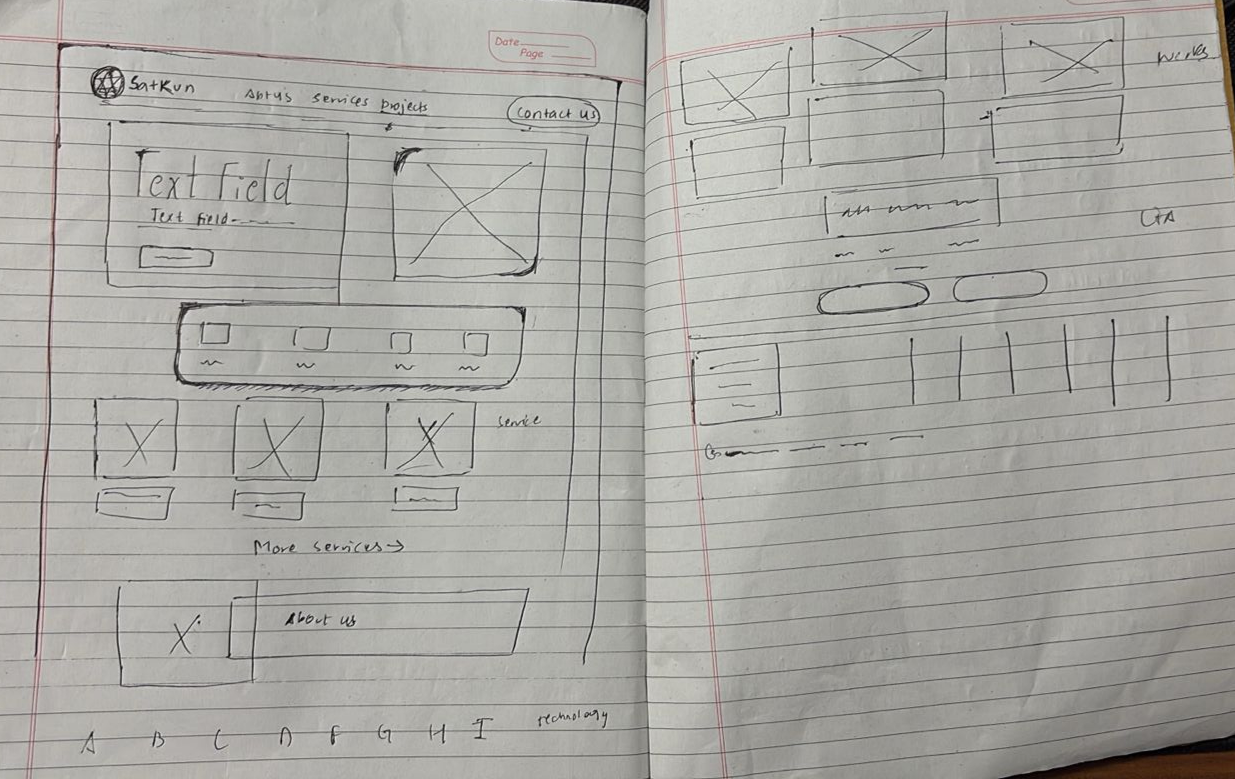 Date
Page
SatKun
Abtus services projects
Contact us
Text Field
Text field
service
More services →
About us
A B C D F G H I
technology
Works
CTA